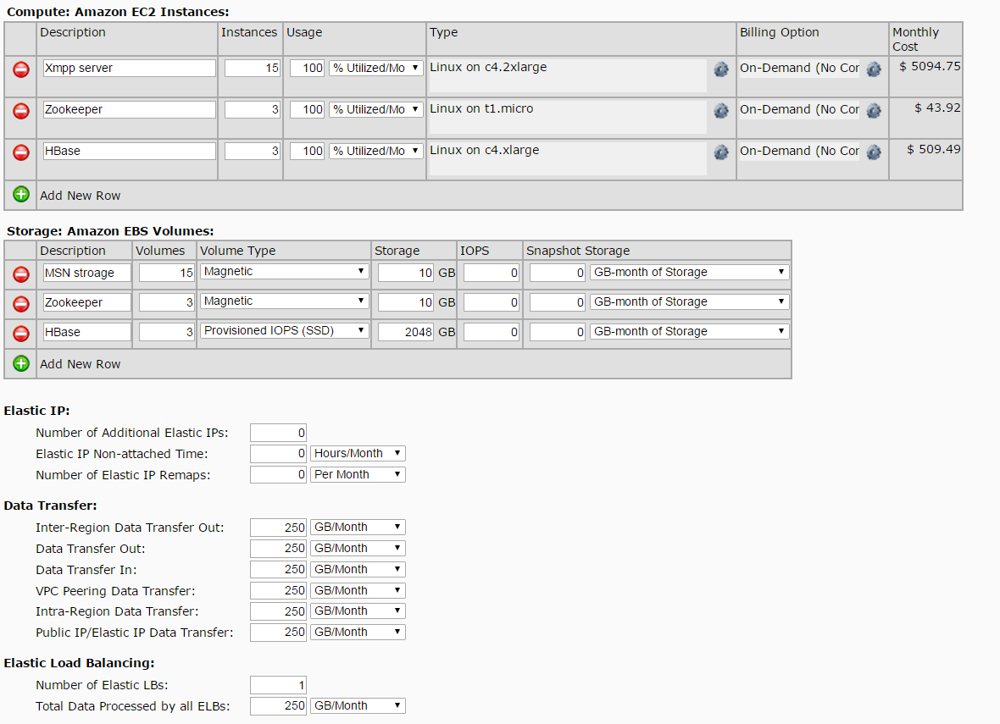 Compute: Amazon EC2 Instances:
Description Instances Usage Type Billing Option Monthly Cost
Xmpp server 15 100 % Utilized/Mo Linux on c4.2xlarge On-Demand (No Cor $ 5094.75
Zookeeper 3 100 % Utilized/Mo Linux on t1.micro On-Demand (No Cor $ 43.92
HBase 3 100 % Utilized/Mo Linux on c4.xlarge On-Demand (No Cor $ 509.49
Add New Row
Storage: Amazon EBS Volumes:
Description Volumes Volume Type Storage IOPS Snapshot Storage
MSN stroage 15 Magnetic 10 GB 0 0 GB-month of Storage
Zookeeper 3 Magnetic 10 GB 0 0 GB-month of Storage
HBase 3 Provisioned IOPS (SSD) 2048 GB 0 0 GB-month of Storage
Add New Row
Elastic IP:
Number of Additional Elastic IPs: 0
Elastic IP Non-attached Time: 0 Hours/Month
Number of Elastic IP Remaps: 0 Per Month
Data Transfer:
Inter-Region Data Transfer Out: 250 GB/Month
Data Transfer Out: 250 GB/Month
Data Transfer In: 250 GB/Month
VPC Peering Data Transfer: 250 GB/Month
Intra-Region Data Transfer: 250 GB/Month
Public IP/Elastic IP Data Transfer: 250 GB/Month
Elastic Load Balancing:
Number of Elastic LBs: 1
Total Data Processed by all ELBs: 250 GB/Month